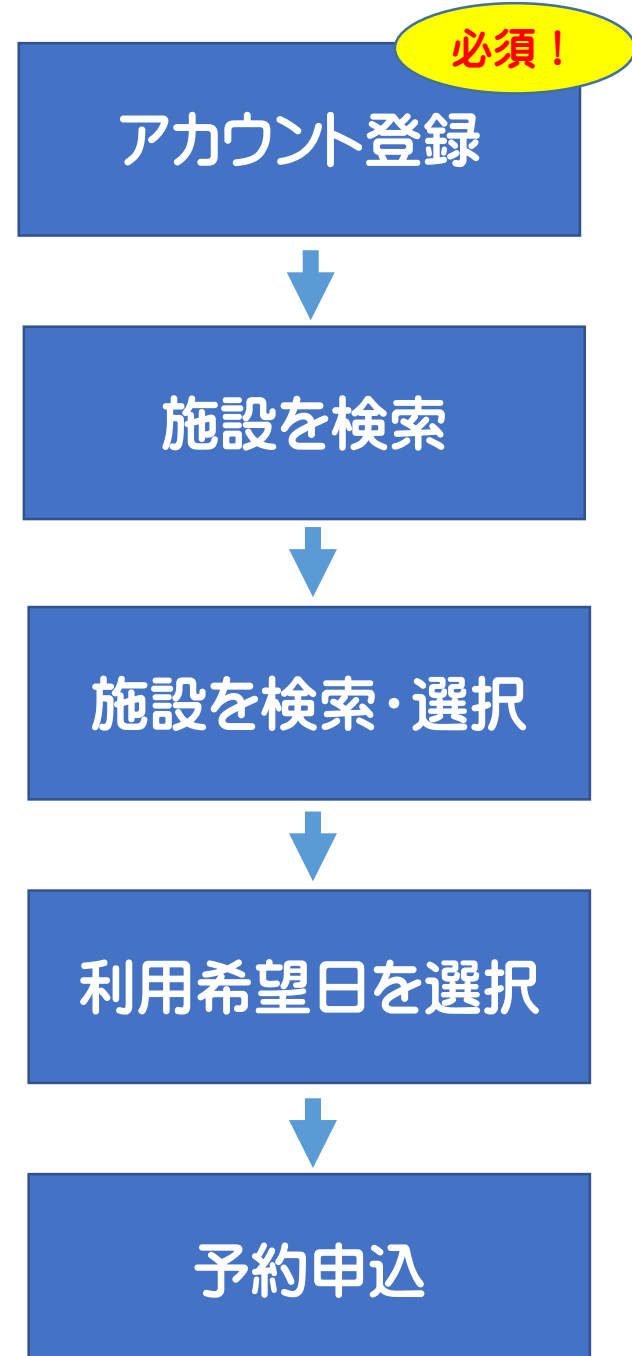 必須！
アカウント登録
施設を検索
施設を検索・選択
利用希望日を選択
予約申込